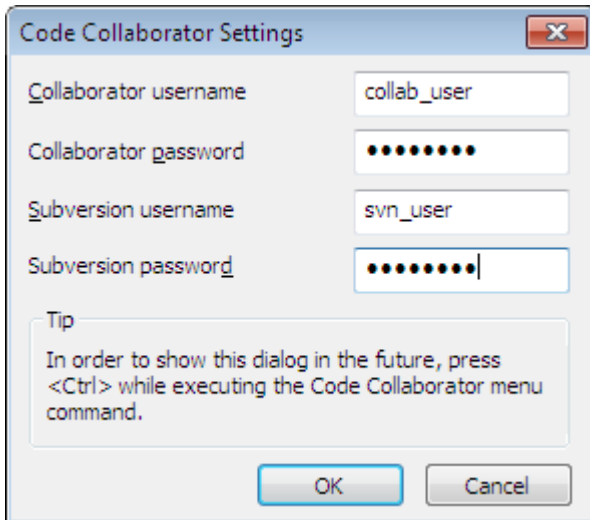 Code Collaborator Settings
Collaborator username collab_user
Collaborator password ●●●●●●●●
Subversion username svn_user
Subversion password ●●●●●●●●
Tip
In order to show this dialog in the future, press
<Ctrl> while executing the Code Collaborator menu
command.
OK Cancel